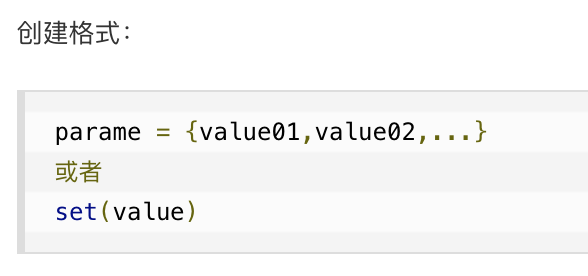 创建格式：
parame = {value01,value02,...}
或者
set(value)